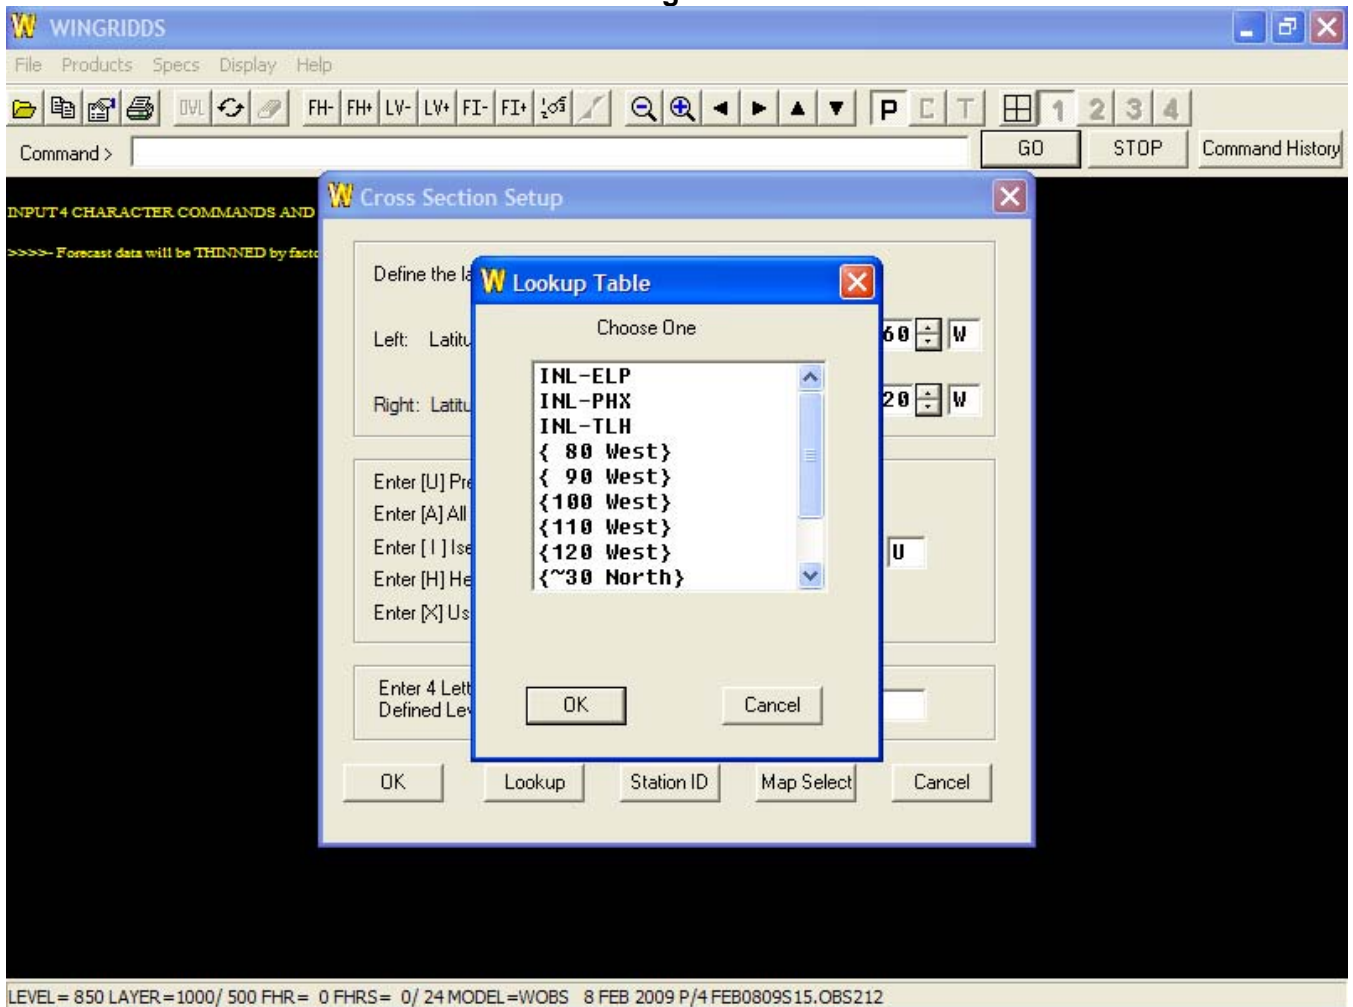 WINGRIDDS
File Products Specs Display Help
OVL FH- FH+ LV- LV+ FI- FI+ P C T 1 2 3 4
Command > GO STOP Command History
INPUT 4 CHARACTER COMMANDS AND
>>>>- Forecast data will be THINNED by facto
Cross Section Setup
Define the la
Left: Latitu 60 W
Right: Latitu 20 W
Enter [U] Pre
Enter [A] All
Enter [ I ] Ise
Enter [H] He
Enter [X] Us
U
Enter 4 Lett
Defined Lev
OK Lookup Station ID Map Select Cancel
Lookup Table
Choose One
INL-ELP
INL-PHX
INL-TLH
{ 80 West}
{ 90 West}
{100 West}
{110 West}
{120 West}
{~30 North}
OK Cancel
LEVEL= 850 LAYER=1000/ 500 FHR= 0 FHRS= 0/ 24 MODEL=WOBS 8 FEB 2009 P/4 FEB0809S15.OBS212